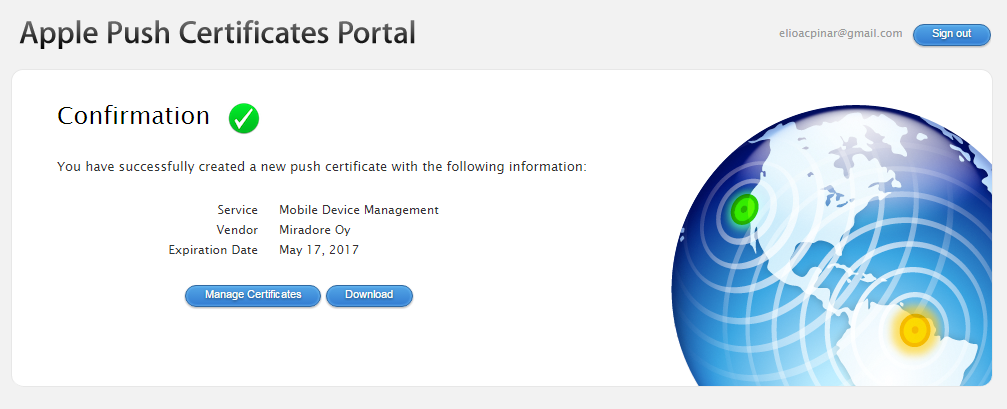 Apple Push Certificates Portal
elioacpinar@gmail.com
Sign out
Confirmation
You have successfully created a new push certificate with the following information:
Service Mobile Device Management
Vendor Miradore Oy
Expiration Date May 17, 2017
Manage Certificates Download